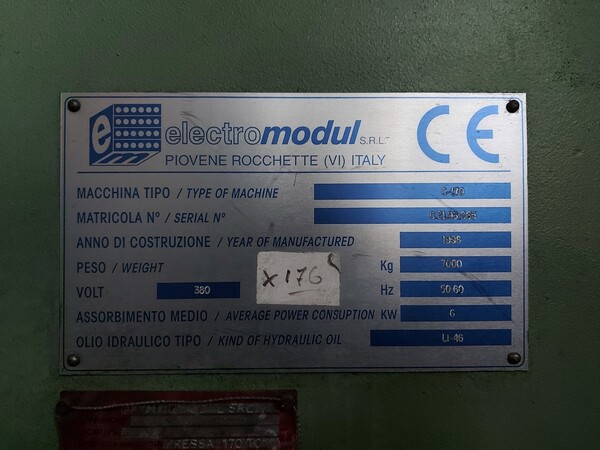 e electromodul S.R.L.
PIOVENE ROCCHETTE (VI) ITALY
CE
MACCHINA TIPO / TYPE OF MACHINE
MATRICOLA N° / SERIAL N°
ANNO DI COSTRUZIONE / YEAR OF MANUFACTURED 1998
PESO / WEIGHT Kg 7000
X176
VOLT 380 Hz 50-60
ASSORBIMENTO MEDIO / AVERAGE POWER CONSUPTION KW 6
OLIO IDRAULICO TIPO / KIND OF HYDRAULIC OIL LI-46